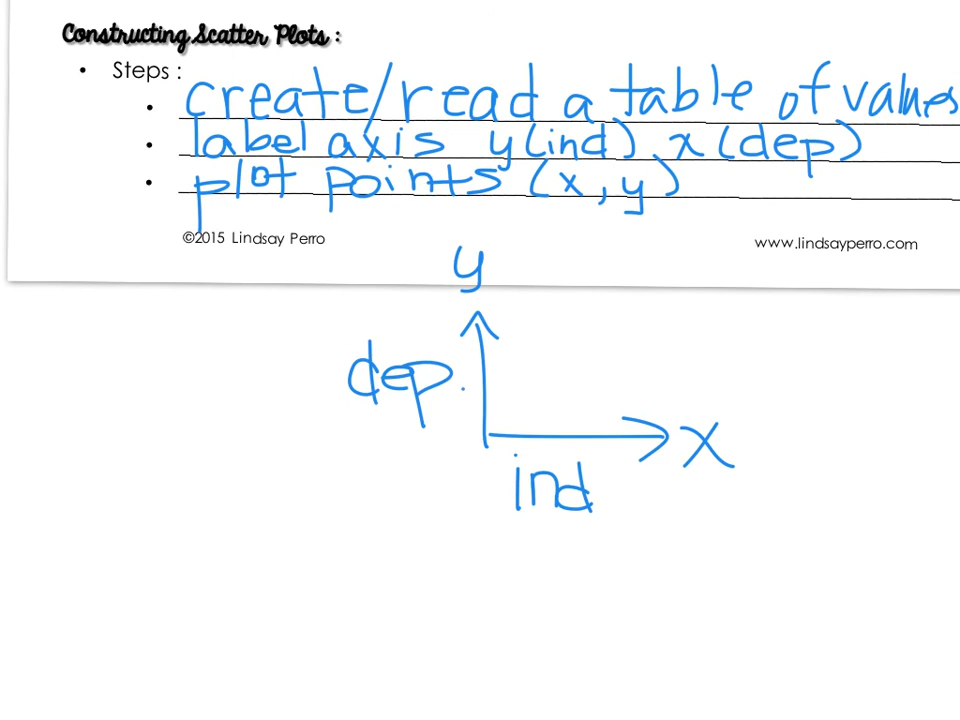 Constructing Scatter Plots :
• Steps :
• create/read a table of values
• label axis y(ind) x(dep)
• plot points (x,y)
©2015 Lindsay Perro
www.lindsayperro.com
y
dep.
x
ind